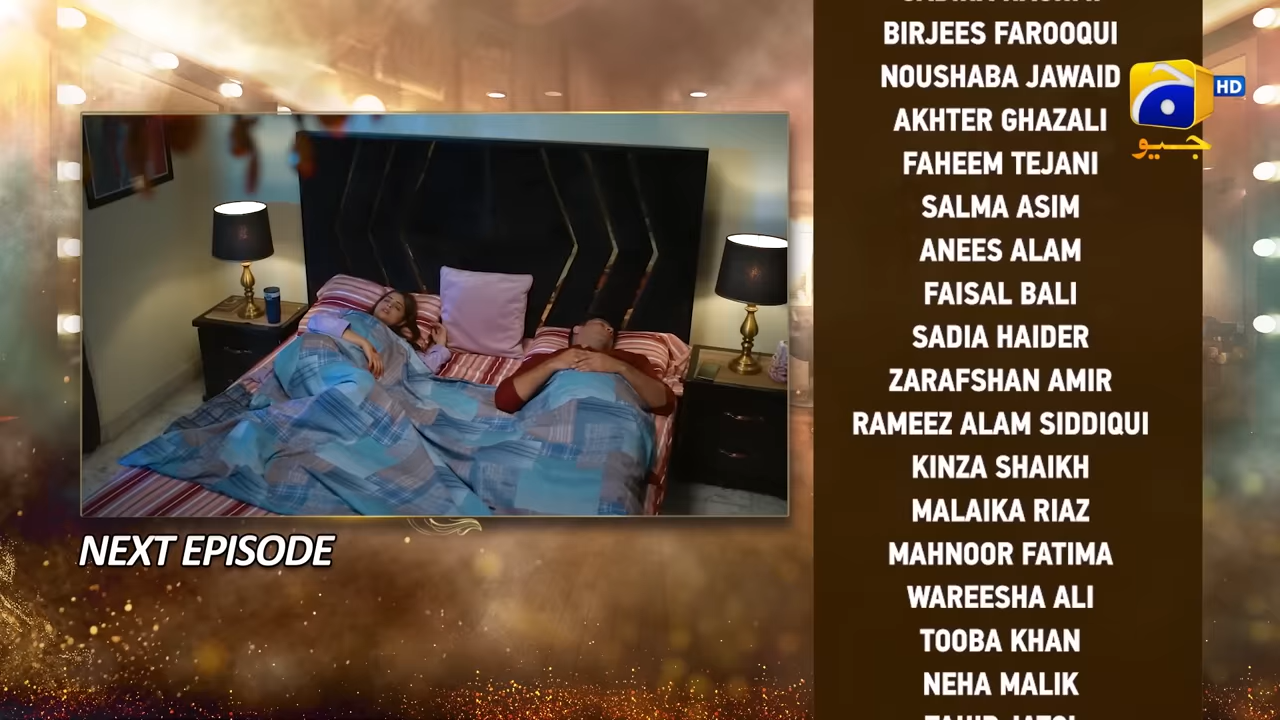 BIRJEES FAROOQUI
NOUSHABA JAWAID
AKHTER GHAZALI
FAHEEM TEJANI
SALMA ASIM
ANEES ALAM
FAISAL BALI
SADIA HAIDER
ZARAFSHAN AMIR
RAMEEZ ALAM SIDDIQUI
KINZA SHAIKH
MALAIKA RIAZ
MAHNOOR FATIMA
WAREESHA ALI
TOOBA KHAN
NEHA MALIK
HD
جیو
NEXT EPISODE